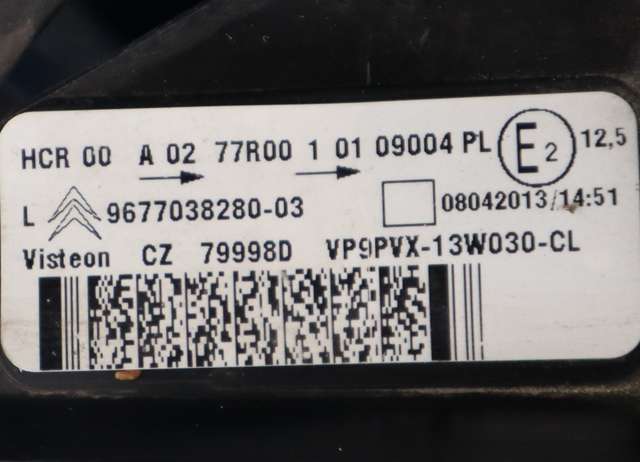 HCR 00 A 02 77R00 1 01 09004 PL E2 12,5
L 9677038280-03 08042013/14:51
Visteon CZ 79998D VP9PVX-13W030-CL